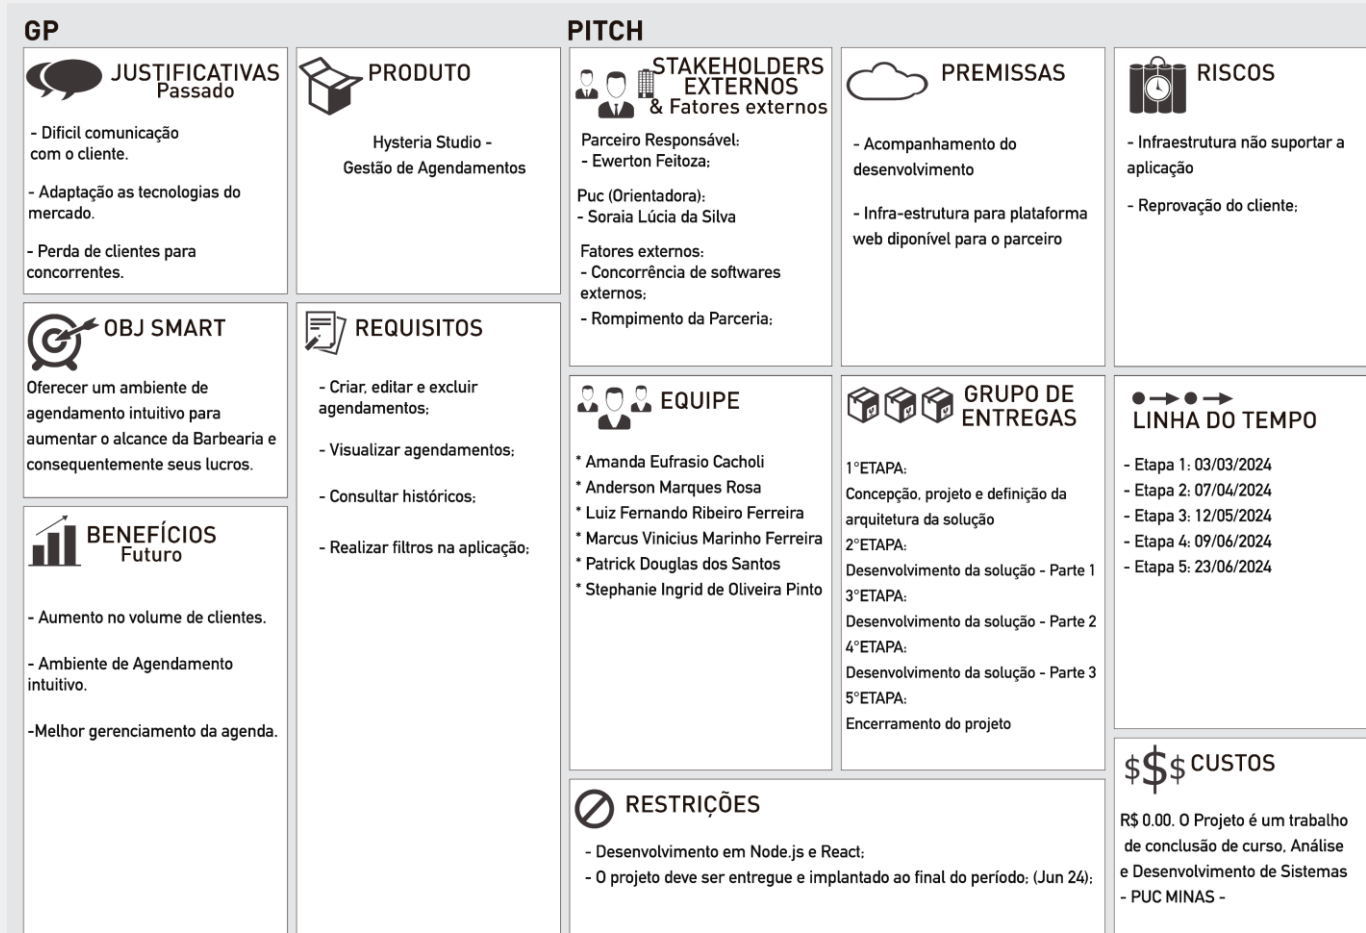 GP
PITCH
JUSTIFICATIVAS
Passado
- Dificil comunicação
com o cliente.
- Adaptação as tecnologias do
mercado.
- Perda de clientes para
concorrentes.
PRODUTO
Hysteria Studio -
Gestão de Agendamentos
STAKEHOLDERS
EXTERNOS
& Fatores externos
Parceiro Responsável:
- Ewerton Feitoza;
Puc (Orientadora):
- Soraia Lúcia da Silva
Fatores externos:
- Concorrência de softwares
externos;
- Rompimento da Parceria;
PREMISSAS
- Acompanhamento do
desenvolvimento
- Infra-estrutura para plataforma
web diponível para o parceiro
RISCOS
- Infraestrutura não suportar a
aplicação
- Reprovação do cliente;
OBJ SMART
Oferecer um ambiente de
agendamento intuitivo para
aumentar o alcance da Barbearia e
consequentemente seus lucros.
REQUISITOS
- Criar, editar e excluir
agendamentos;
- Visualizar agendamentos;
- Consultar históricos;
- Realizar filtros na aplicação;
EQUIPE
* Amanda Eufrasio Cacholi
* Anderson Marques Rosa
* Luiz Fernando Ribeiro Ferreira
* Marcus Vinicius Marinho Ferreira
* Patrick Douglas dos Santos
* Stephanie Ingrid de Oliveira Pinto
GRUPO DE
ENTREGAS
1°ETAPA:
Concepção, projeto e definição da
arquitetura da solução
2°ETAPA:
Desenvolvimento da solução - Parte 1
3°ETAPA:
Desenvolvimento da solução - Parte 2
4°ETAPA:
Desenvolvimento da solução - Parte 3
5°ETAPA:
Encerramento do projeto
LINHA DO TEMPO
- Etapa 1: 03/03/2024
- Etapa 2: 07/04/2024
- Etapa 3: 12/05/2024
- Etapa 4: 09/06/2024
- Etapa 5: 23/06/2024
BENEFÍCIOS
Futuro
- Aumento no volume de clientes.
- Ambiente de Agendamento
intuitivo.
-Melhor gerenciamento da agenda.
RESTRIÇÕES
- Desenvolvimento em Node.js e React;
- O projeto deve ser entregue e implantado ao final do período; (Jun 24);
$$$ CUSTOS
R$ 0.00. O Projeto é um trabalho
de conclusão de curso, Análise
e Desenvolvimento de Sistemas
- PUC MINAS -